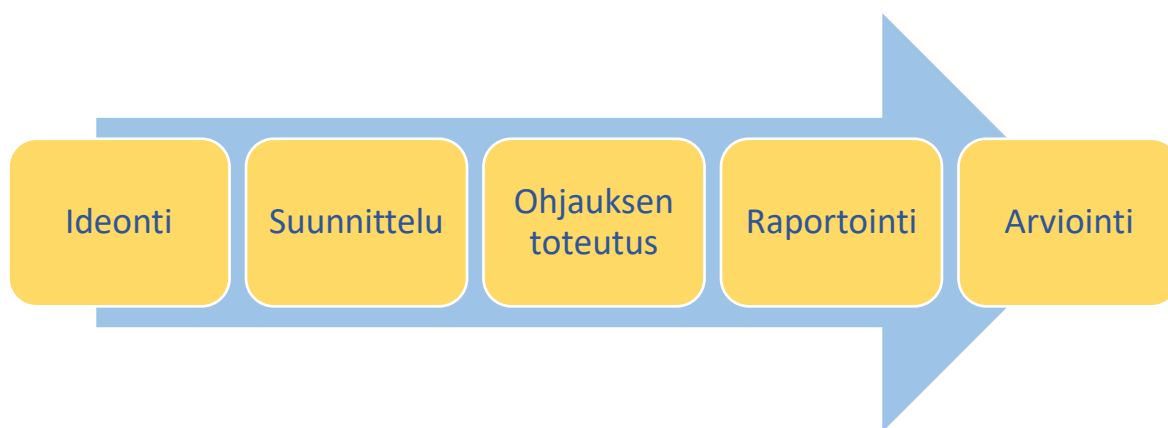 Ideonti
Suunnittelu
Ohjauksen
toteutus
Raportointi
Arviointi